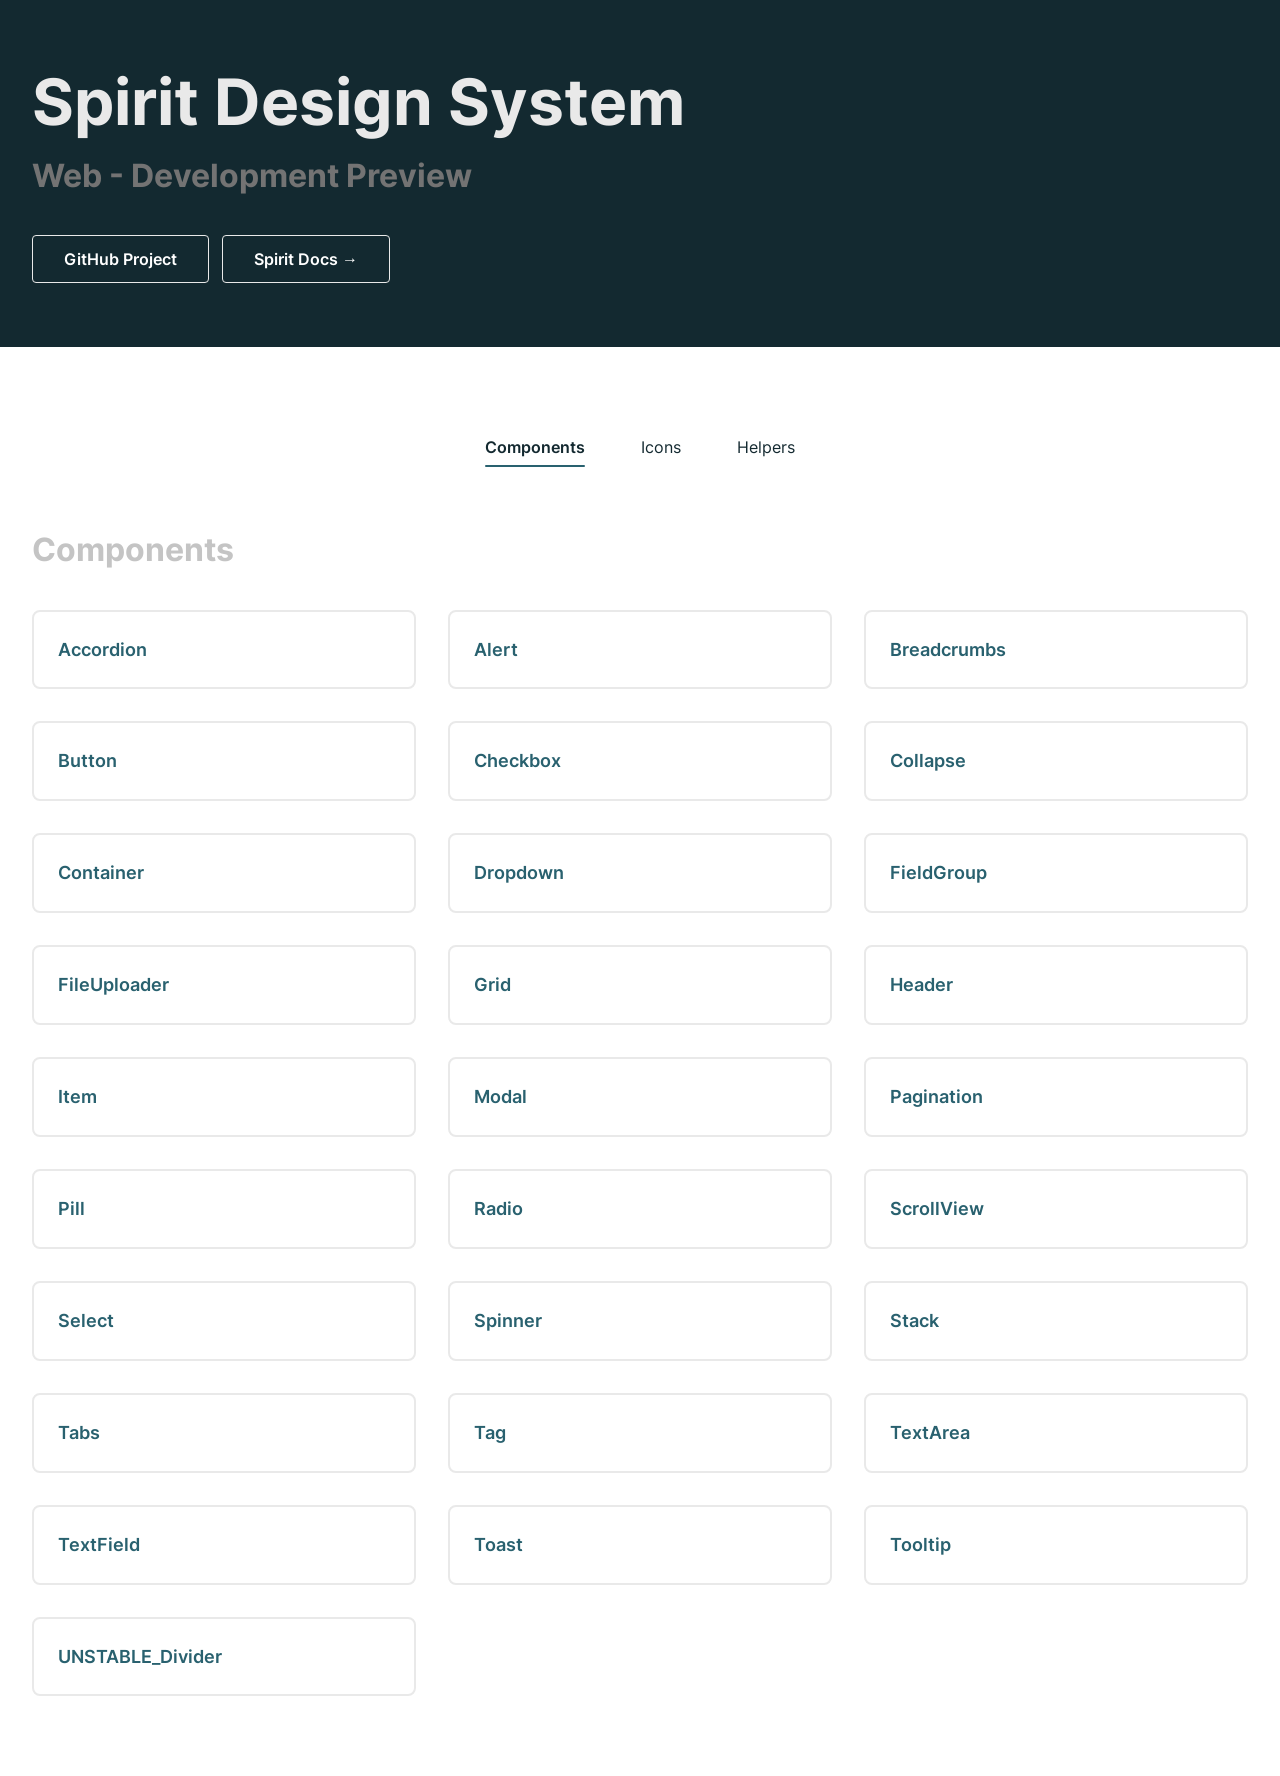 Spirit Design System
Web - Development Preview
GitHub Project
Spirit Docs →
Components
Icons
Helpers
Components
Accordion
Alert
Breadcrumbs
Button
Checkbox
Collapse
Container
Dropdown
FieldGroup
FileUploader
Grid
Header
Item
Modal
Pagination
Pill
Radio
ScrollView
Select
Spinner
Stack
Tabs
Tag
TextArea
TextField
Toast
Tooltip
UNSTABLE_Divider